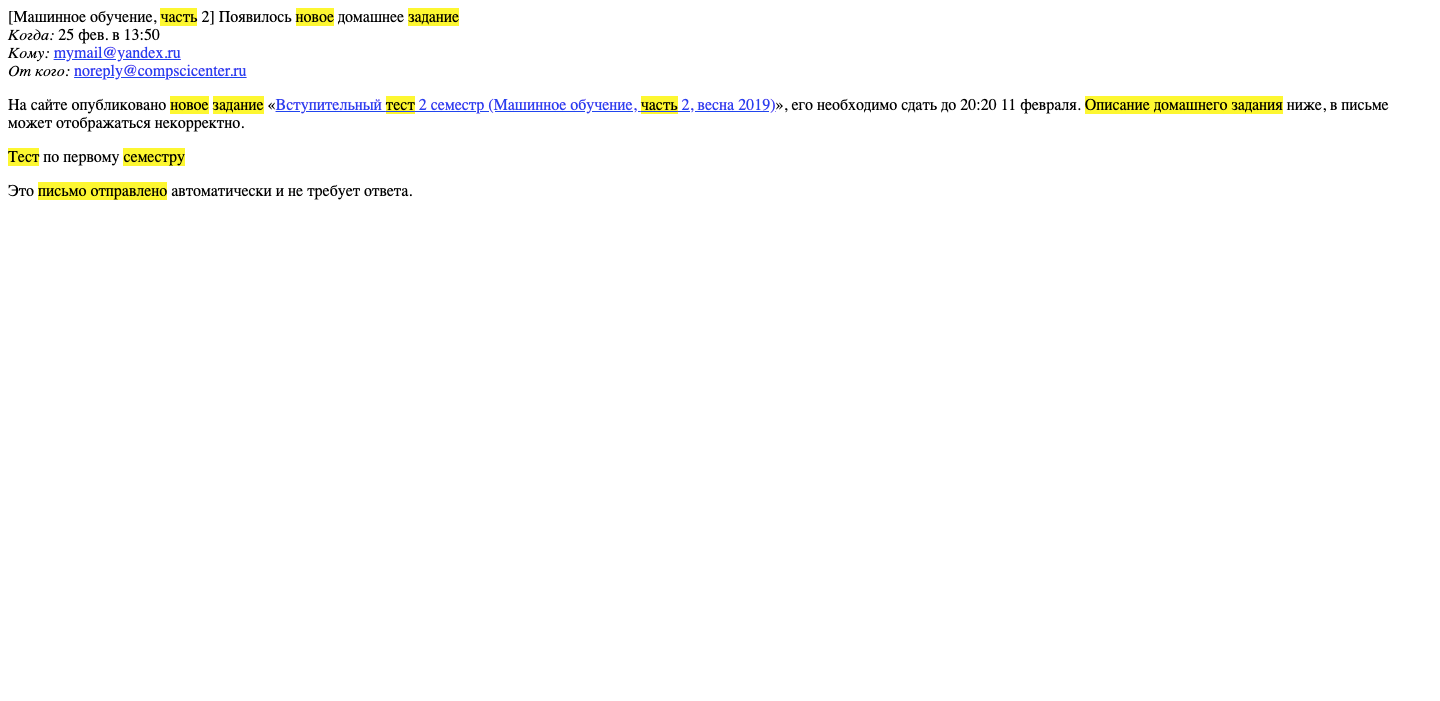 [Машинное обучение, часть 2] Появилось новое домашнее задание
Когда: 25 фев. в 13:50
Кому: mymail@yandex.ru
От кого: noreply@compscicenter.ru
На сайте опубликовано новое задание «Вступительный тест 2 семестр (Машинное обучение, часть 2, весна 2019)», его необходимо сдать до 20:20 11 февраля. Описание домашнего задания ниже, в письме
может отображаться некорректно.
Тест по первому семестру
Это письмо отправлено автоматически и не требует ответа.